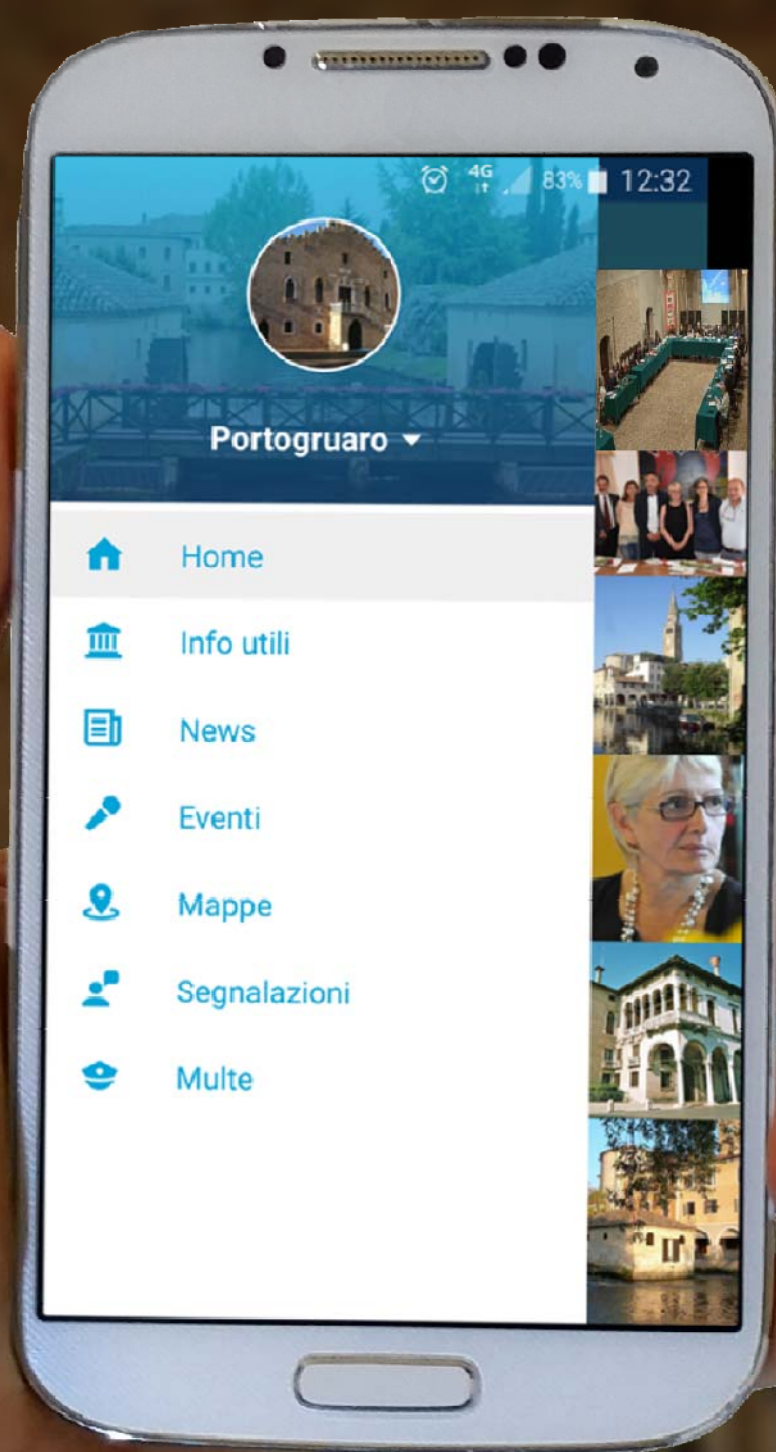 4G 83% 12:32
Portogruaro
Home
Info utili
News
Eventi
Mappe
Segnalazioni
Multe